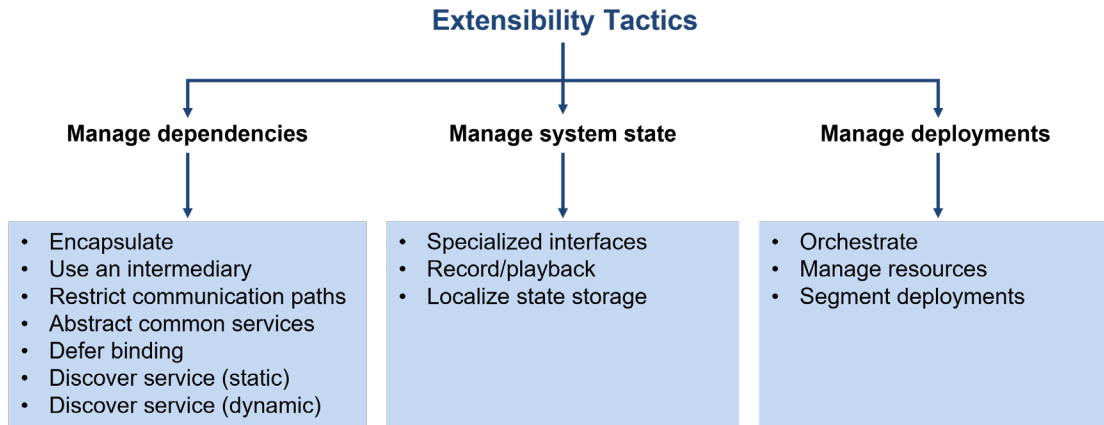 Extensibility Tactics
Manage dependencies
Manage system state
Manage deployments
• Encapsulate
• Use an intermediary
• Restrict communication paths
• Abstract common services
• Defer binding
• Discover service (static)
• Discover service (dynamic)
• Specialized interfaces
• Record/playback
• Localize state storage
• Orchestrate
• Manage resources
• Segment deployments